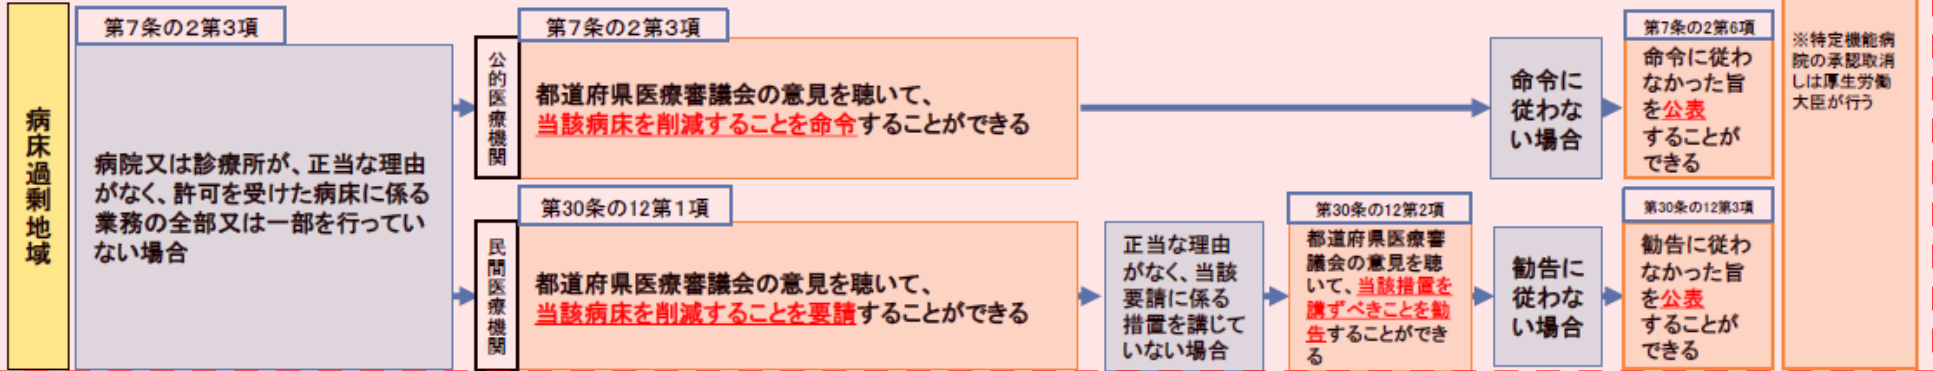 病床過剰地域
第7条の2第3項
病院又は診療所が、正当な理由
がなく、許可を受けた病床に係る
業務の全部又は一部を行ってい
ない場合
公的医療機関
第7条の2第3項
都道府県医療審議会の意見を聴いて、
当該病床を削減することを命令することができる
命令に
従わな
い場合
第7条の2第6項
命令に従わ
なかった旨
を公表
することが
できる
民間医療機関
第30条の12第1項
都道府県医療審議会の意見を聴いて、
当該病床を削減することを要請することができる
正当な理由
がなく、当該
要請に係る
措置を講じて
いない場合
第30条の12第2項
都道府県医療審
議会の意見を聴
いて、当該措置を
講ずべきことを勧
告することができ
る
勧告に
従わな
い場合
第30条の12第3項
勧告に従わ
なかった旨
を公表
することが
できる
※特定機能病
院の承認取消
しは厚生労働
大臣が行う